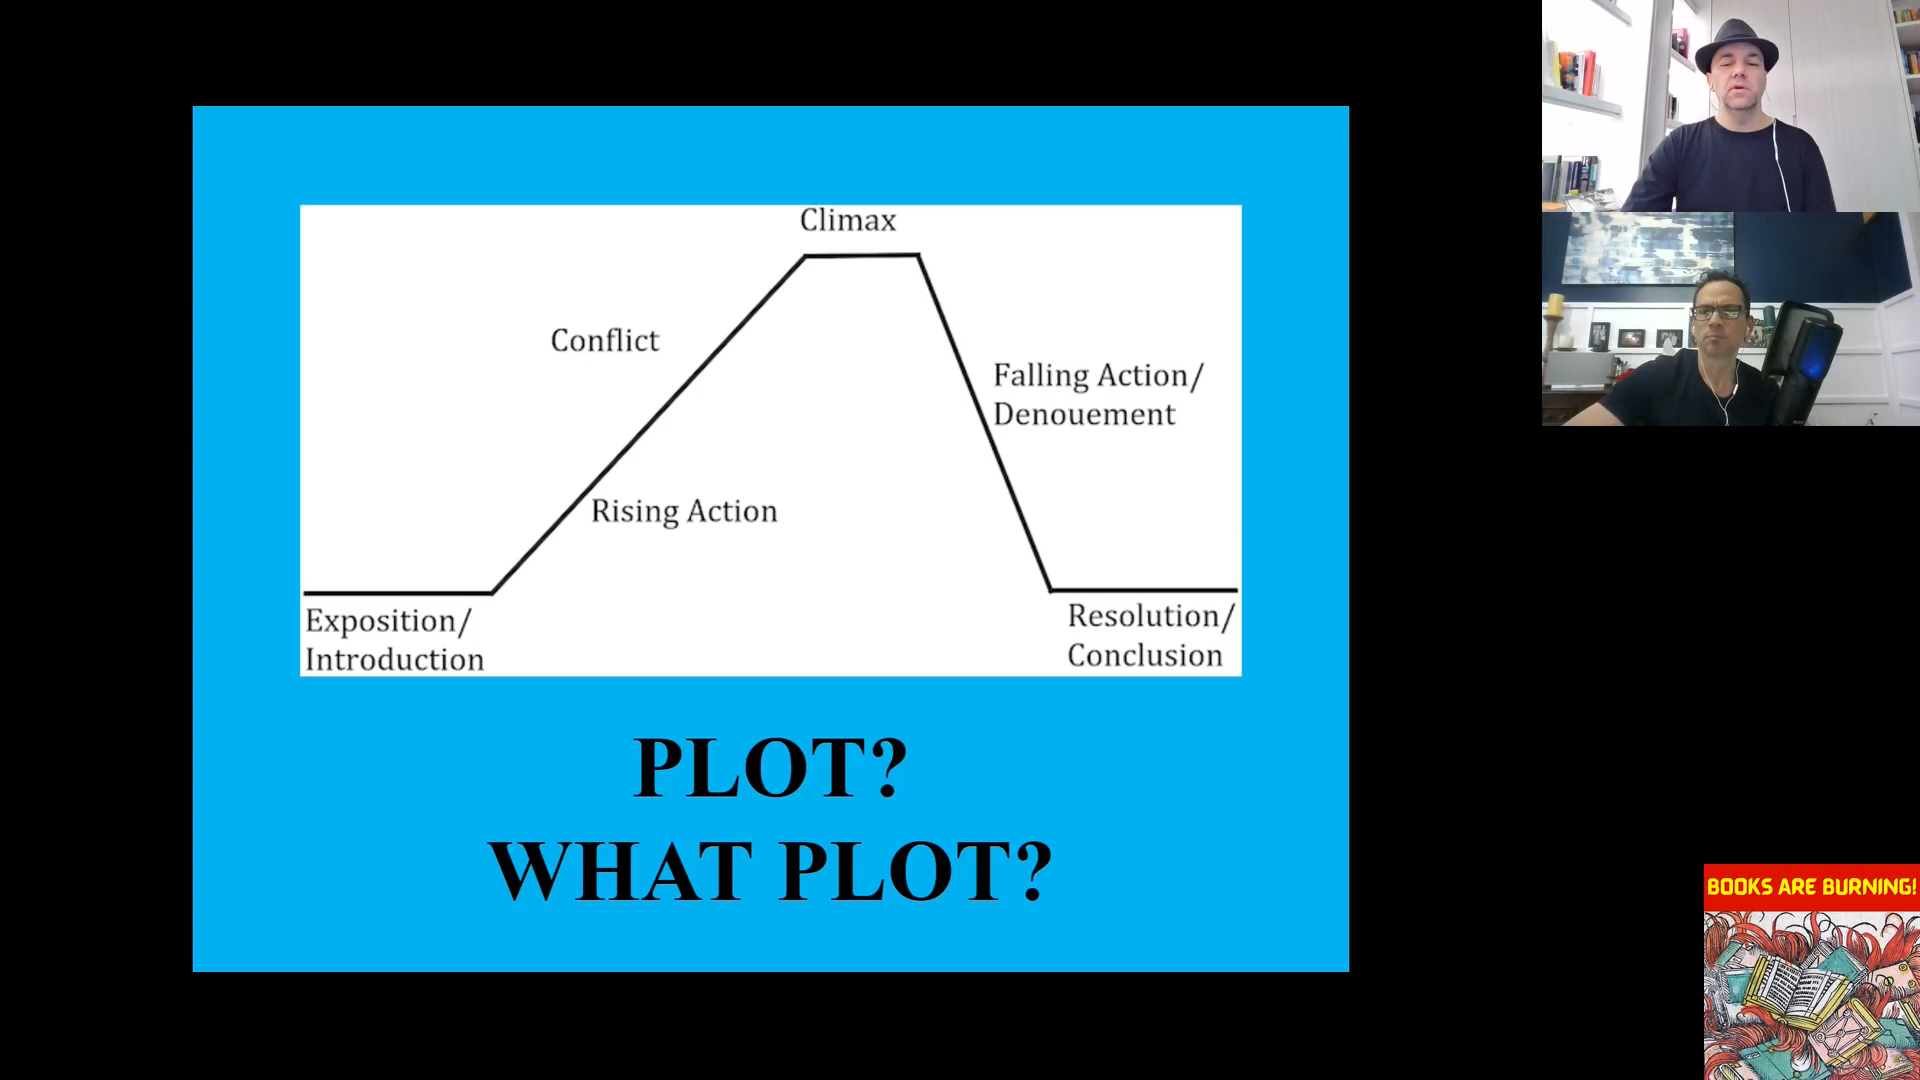 Climax
Conflict
Falling Action/
Denouement
Rising Action
Exposition/
Introduction
Resolution/
Conclusion
PLOT?
WHAT PLOT?
BOOKS ARE BURNING!